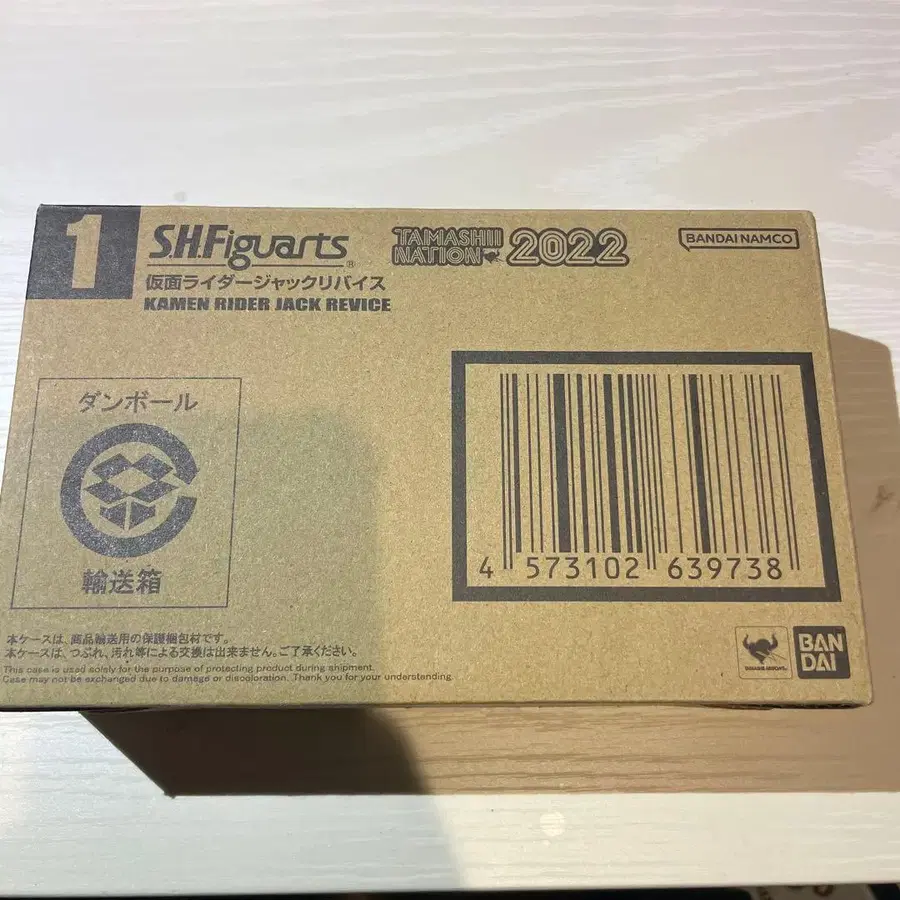 1
S.H.Figuarts®
TAMASHII
NATION 2022
BANDAI NAMCO
仮面ライダージャックリバイス
KAMEN RIDER JACK REVICE
ダンボール
輸送箱
4 573102 639738
本ケースは、商品輸送用の保護梱包材です。
本ケースは、つぶれ、汚れ等による交換は出来ません。ご了承ください。
This case is used solely for the purpose of protecting product during shipment.
Case may not be exchanged due to damage or discoloration. Thank you for your understanding.
BAN
DAI